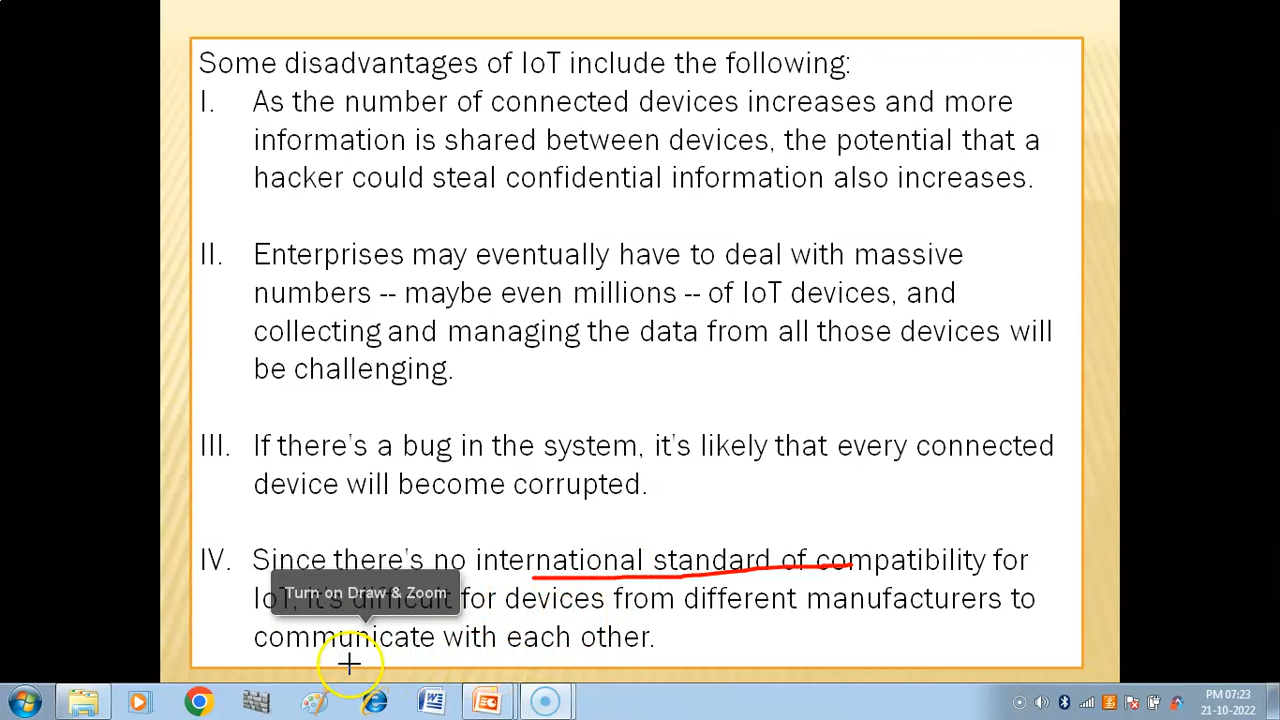 Some disadvantages of IoT include the following:
I. As the number of connected devices increases and more
information is shared between devices, the potential that a
hacker could steal confidential information also increases.
II. Enterprises may eventually have to deal with massive
numbers -- maybe even millions -- of IoT devices, and
collecting and managing the data from all those devices will
be challenging.
III. If there's a bug in the system, it's likely that every connected
device will become corrupted.
IV. Since there's no international standard of compatibility for
Turn on Draw & Zoom
IoT, it's difficult for devices from different manufacturers to
communicate with each other.
PM 07:23
21-10-2022